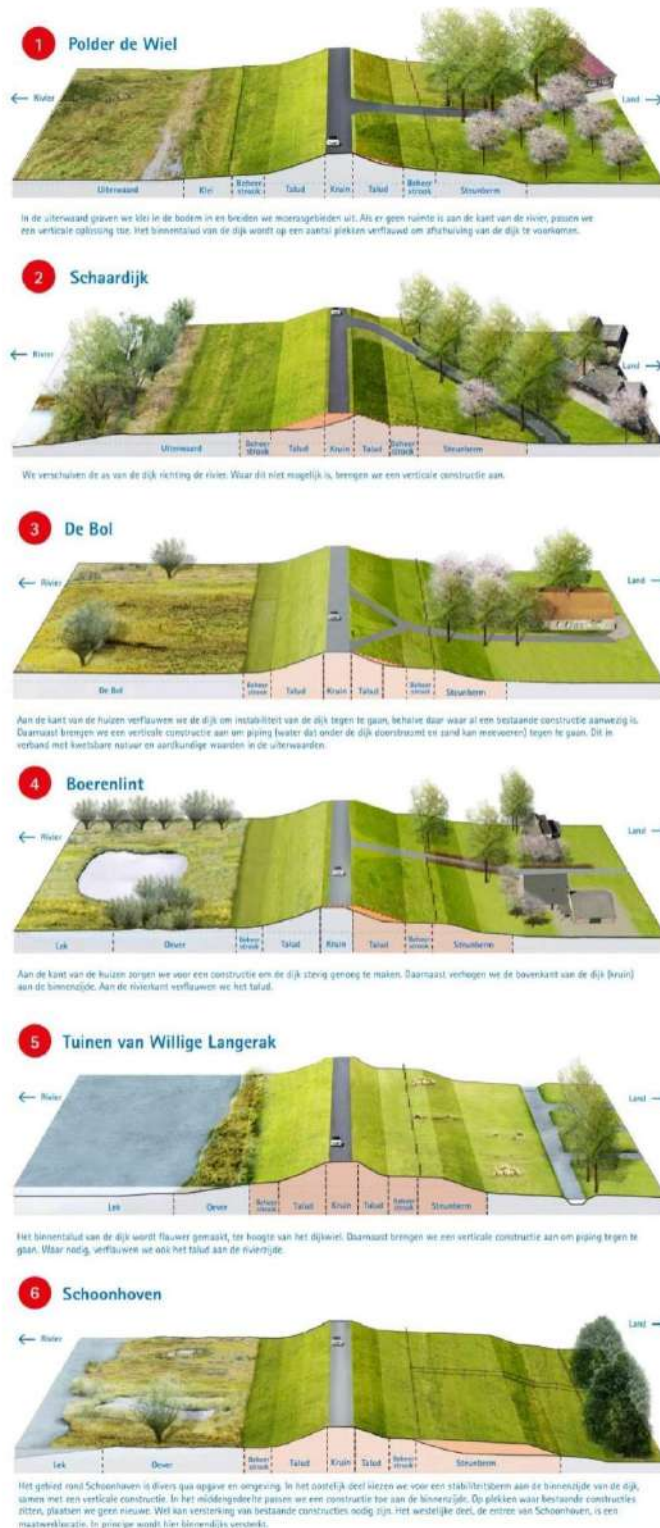 1 Polder de Wiel
← Rivier
Land →
Uiterwaard Klei Beheer strook Talud Kruin Talud Beheer strook Steunberm
In de uiterwaard graven we klei in de bodem in en breiden we moerasgebieden uit. Als er geen ruimte is aan de kant van de rivier, passen we
een verticale oplossing toe. Het binnentalud van de dijk wordt op een aantal plekken verflauwd om afschuiving van de dijk te voorkomen.
2 Schaardijk
← Rivier
Land →
Uiterwaard Beheer strook Talud Kruin Talud Beheer strook Steunberm
We verschuiven de as van de dijk richting de rivier. Waar dit niet mogelijk is, brengen we een verticale constructie aan.
3 De Bol
← Rivier
Land →
De Bol Beheer strook Talud Kruin Talud Beheer strook Steunberm
Aan de kant van de huizen verflauwen we de dijk om instabiliteit van de dijk tegen te gaan, behalve daar waar al een bestaande constructie aanwezig is.
Daarnaast brengen we een verticale constructie aan om piping (water dat onder de dijk doorstroomt en zand kan meevoeren) tegen te gaan. Dit in
verband met kwetsbare natuur en aardkundige waarden in de uiterwaarden.
4 Boerenlint
← Rivier
Land →
Lek Oever Beheer strook Talud Kruin Talud Beheer strook Steunberm
Aan de kant van de huizen zorgen we voor een constructie om de dijk stevig genoeg te maken. Daarnaast verhogen we de bovenkant van de dijk (kruin)
aan de binnenzijde. Aan de rivierkant verflauwen we het talud.
5 Tuinen van Willige Langerak
← Rivier
Land →
Lek Oever Beheer strook Talud Kruin Talud Beheer strook Steunberm
Het binnentalud van de dijk wordt flauwer gemaakt, ter hoogte van het dijkwiel. Daarnaast brengen we een verticale constructie aan om piping tegen te
gaan. Waar nodig, verflauwen we ook het talud aan de rivierzijde.
6 Schoonhoven
← Rivier
Land →
Lek Oever Beheer strook Talud Kruin Talud Beheer strook Steunberm
Het gebied rond Schoonhoven is divers qua opgave en omgeving. In het oostelijk deel kiezen we voor een stabiliteitsberm aan de binnenzijde van de dijk,
samen met een verticale constructie. In het middengedeelte passen we een constructie toe aan de binnenzijde. Op plekken waar bestaande constructies
zitten, plaatsen we geen nieuwe. Wel kan versterking van bestaande constructies nodig zijn. Het westelijke deel, de entree van Schoonhoven, is een
maatwerklocatie. In principe wordt hier binnendijks versterkt.